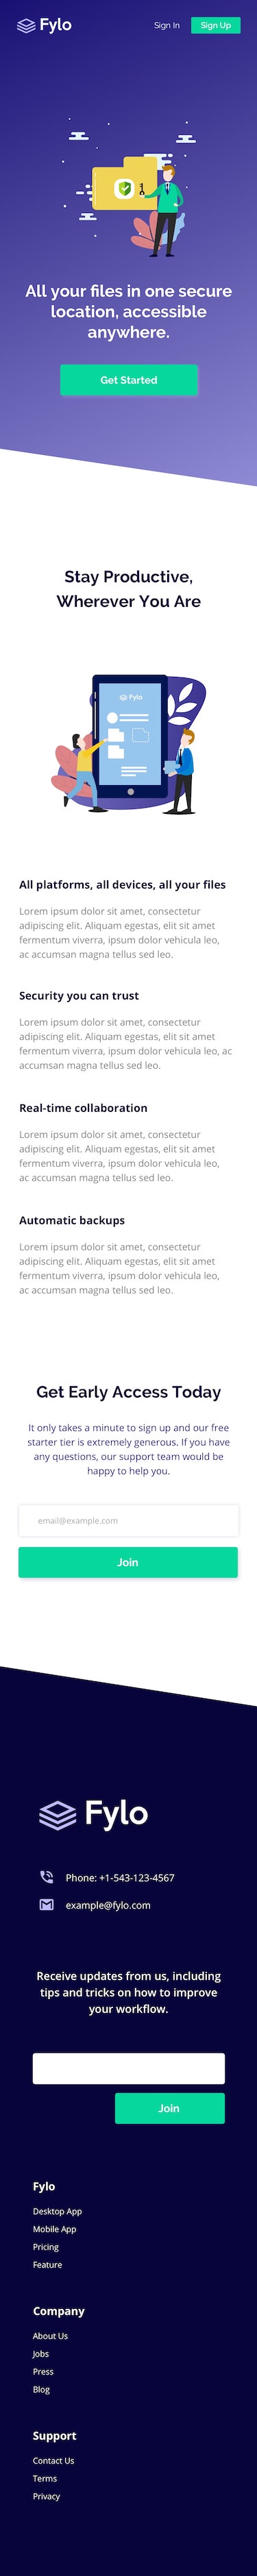 Fylo
Sign In
Sign Up
All your files in one secure
location, accessible
anywhere.
Get Started
Stay Productive,
Wherever You Are
Fylo
All platforms, all devices, all your files
Lorem ipsum dolor sit amet, consectetur
adipiscing elit. Aliquam egestas, elit sit amet
fermentum viverra, ipsum dolor vehicula leo,
ac accumsan magna tellus sed leo.
Security you can trust
Lorem ipsum dolor sit amet, consectetur
adipiscing elit. Aliquam egestas, elit sit amet
fermentum viverra, ipsum dolor vehicula leo, ac
accumsan magna tellus sed leo.
Real-time collaboration
Lorem ipsum dolor sit amet, consectetur
adipiscing elit. Aliquam egestas, elit sit amet
fermentum viverra, ipsum dolor vehicula leo,
ac accumsan magna tellus sed leo.
Automatic backups
Lorem ipsum dolor sit amet, consectetur
adipiscing elit. Aliquam egestas, elit sit amet
fermentum viverra, ipsum dolor vehicula leo,
ac accumsan magna tellus sed leo.
Get Early Access Today
It only takes a minute to sign up and our free
starter tier is extremely generous. If you have
any questions, our support team would be
happy to help you.
email@example.com
Join
Fylo
Phone: +1-543-123-4567
example@fylo.com
Receive updates from us, including
tips and tricks on how to improve
your workflow.
Join
Fylo
Desktop App
Mobile App
Pricing
Feature
Company
About Us
Jobs
Press
Blog
Support
Contact Us
Terms
Privacy